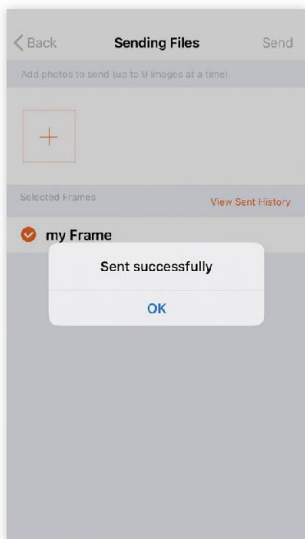 Back Sending Files Send
Add photos to send (up to 9 images at a time)
Selected Frames View Sent History
my Frame
Sent successfully
OK